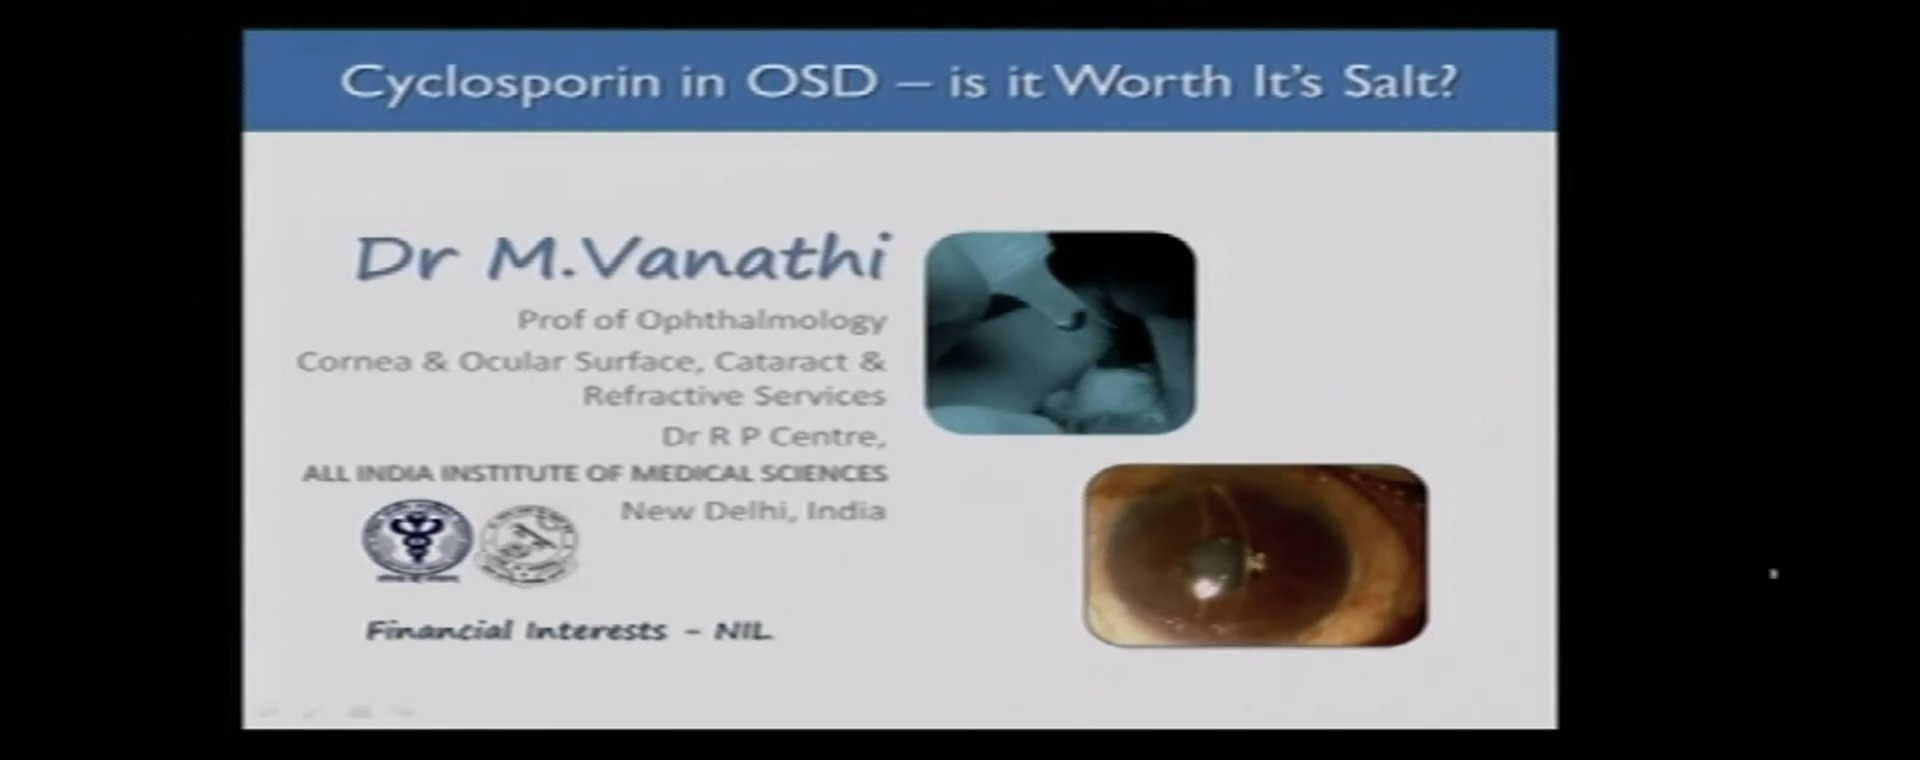 Cyclosporin in OSD – is it Worth It's Salt?
Dr M.Vanathi
Prof of Ophthalmology
Cornea & Ocular Surface, Cataract &
Refractive Services
Dr R P Centre,
ALL INDIA INSTITUTE OF MEDICAL SCIENCES
New Delhi, India
Financial Interests – NIL